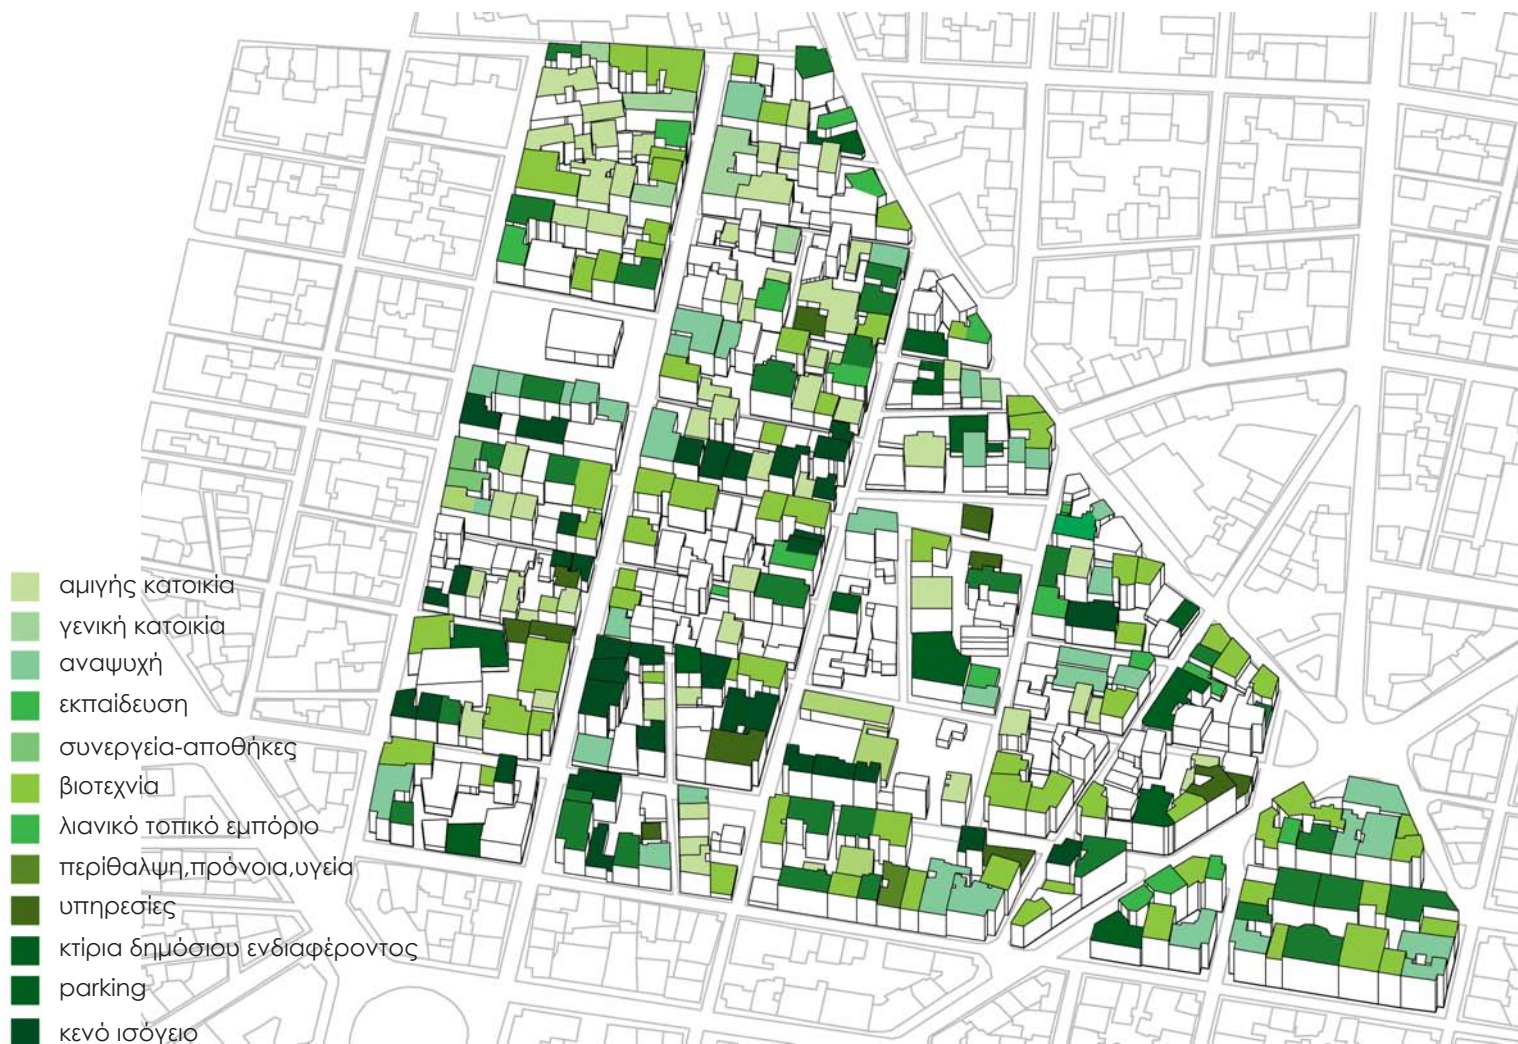 αμιγής κατοικία
γενική κατοικία
αναψυχή
εκπαίδευση
συνεργεία-αποθήκες
βιοτεχνία
λιανικό τοπικό εμπόριο
περίθαλψη,πρόνοια,υγεία
υπηρεσίες
κτίρια δημόσιου ενδιαφέροντος
parking
κενό ισόγειο